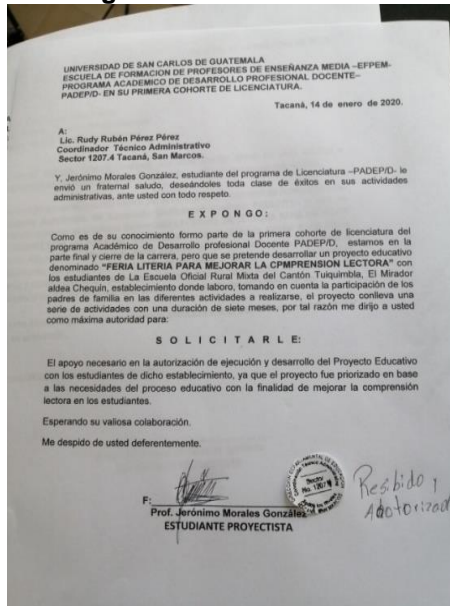 UNIVERSIDAD DE SAN CARLOS DE GUATEMALA
ESCUELA DE FORMACION DE PROFESORES DE ENSEÑANZA MEDIA –EFPEM-
PROGRAMA ACADEMICO DE DESARROLLO PROFESIONAL DOCENTE–
PADEP/D- EN SU PRIMERA COHORTE DE LICENCIATURA.
Tacaná, 14 de enero de 2020.
A:
Lic. Rudy Rubén Pérez Pérez
Coordinador Técnico Administrativo
Sector 1207.4 Tacaná, San Marcos.
Y, Jerónimo Morales González, estudiante del programa de Licenciatura –PADEP/D- le
envió un fraternal saludo, deseándoles toda clase de éxitos en sus actividades
administrativas, ante usted con todo respeto.
E X P O N G O :
Como es de su conocimiento formo parte de la primera cohorte de licenciatura del
programa Académico de Desarrollo profesional Docente PADEP/D, estamos en la
parte final y cierre de la carrera, pero que se pretende desarrollar un proyecto educativo
denominado "FERIA LITERIA PARA MEJORAR LA CPMPRENSION LECTORA" con
los estudiantes de La Escuela Oficial Rural Mixta del Cantón Tuiquimbla, El Mirador
aldea Chequín, establecimiento donde laboro, tomando en cuenta la participación de los
padres de familia en las diferentes actividades a realizarse, el proyecto conlleva una
serie de actividades con una duración de siete meses, por tal razón me dirijo a usted
como máxima autoridad para:
S O L I C I T A R L E:
El apoyo necesario en la autorización de ejecución y desarrollo del Proyecto Educativo
con los estudiantes de dicho establecimiento, ya que el proyecto fue priorizado en base
a las necesidades del proceso educativo con la finalidad de mejorar la comprensión
lectora en los estudiantes.
Esperando su valiosa colaboración.
Me despido de usted deferentemente.
F:
Prof. Jerónimo Morales González
ESTUDIANTE PROYECTISTA
Sector
No. 1207.4
Resibido y